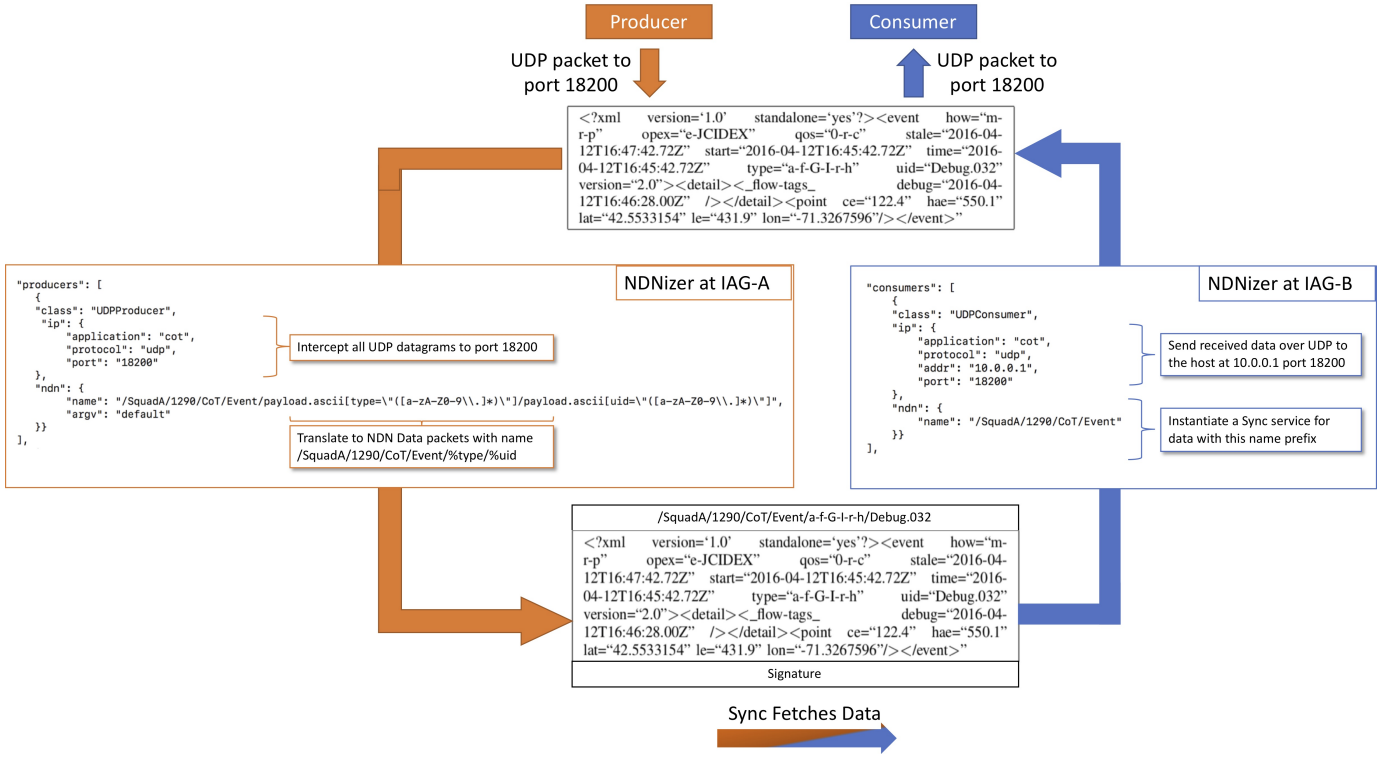 Producer
Consumer
UDP packet to
port 18200
UDP packet to
port 18200
<?xml version=‘1.0’ standalone=‘yes’?><event how=“m-
r-p” opex=“e-JCIDEX” qos=“0-r-c” stale=“2016-04-
12T16:47:42.72Z” start=“2016-04-12T16:45:42.72Z” time=“2016-
04-12T16:45:42.72Z” type=“a-f-G-I-r-h” uid=“Debug.032”
version=“2.0”><detail><_flow-tags_ debug=“2016-04-
12T16:46:28.00Z” /></detail><point ce=“122.4” hae=“550.1”
lat=“42.5533154” le=“431.9” lon=“-71.3267596”/></event>”
NDNizer at IAG-A
"producers": [
{
"class": "UDPProducer",
"ip": {
"application": "cot",
"protocol": "udp",
"port": "18200"
},
"ndn": {
"name": "/SquadA/1290/CoT/Event/payload.ascii[type=\"([a-zA-Z0-9\\.]*)\"]/payload.ascii[uid=\"([a-zA-Z0-9\\.]*)\"]",
"argv": "default"
}}
],
Intercept all UDP datagrams to port 18200
Translate to NDN Data packets with name
/SquadA/1290/CoT/Event/%type/%uid
NDNizer at IAG-B
"consumers": [
{
"class": "UDPConsumer",
"ip": {
"application": "cot",
"protocol": "udp",
"addr": "10.0.0.1",
"port": "18200"
},
"ndn": {
"name": "/SquadA/1290/CoT/Event"
}}
],
Send received data over UDP to
the host at 10.0.0.1 port 18200
Instantiate a Sync service for
data with this name prefix
/SquadA/1290/CoT/Event/a-f-G-I-r-h/Debug.032
<?xml version=‘1.0’ standalone=‘yes’?><event how=“m-
r-p” opex=“e-JCIDEX” qos=“0-r-c” stale=“2016-04-
12T16:47:42.72Z” start=“2016-04-12T16:45:42.72Z” time=“2016-
04-12T16:45:42.72Z” type=“a-f-G-I-r-h” uid=“Debug.032”
version=“2.0”><detail><_flow-tags_ debug=“2016-04-
12T16:46:28.00Z” /></detail><point ce=“122.4” hae=“550.1”
lat=“42.5533154” le=“431.9” lon=“-71.3267596”/></event>”
Signature
Sync Fetches Data